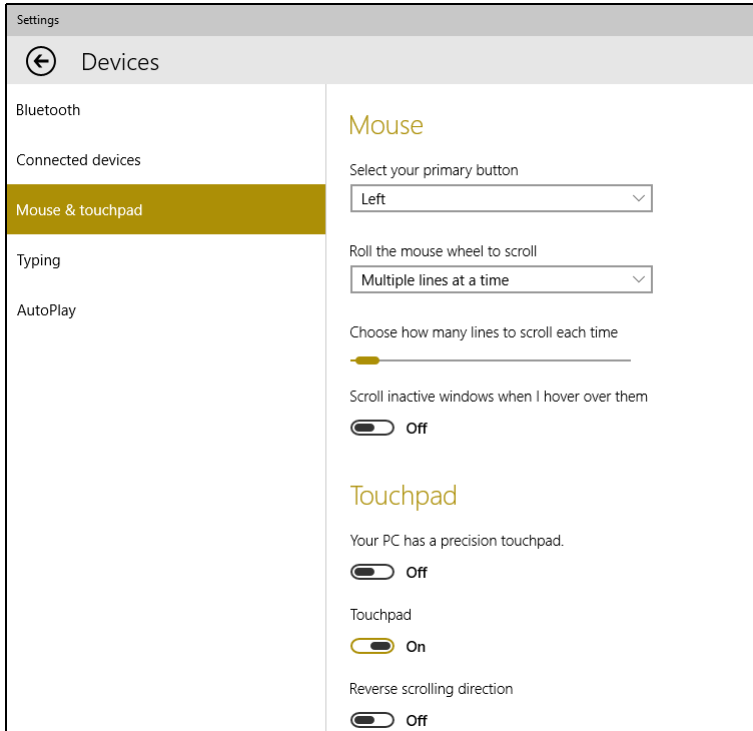 Settings
Devices
Bluetooth
Connected devices
Mouse & touchpad
Typing
AutoPlay
Mouse
Select your primary button
Left
Roll the mouse wheel to scroll
Multiple lines at a time
Choose how many lines to scroll each time
Scroll inactive windows when I hover over them
Off
Touchpad
Your PC has a precision touchpad.
Off
Touchpad
On
Reverse scrolling direction
Off